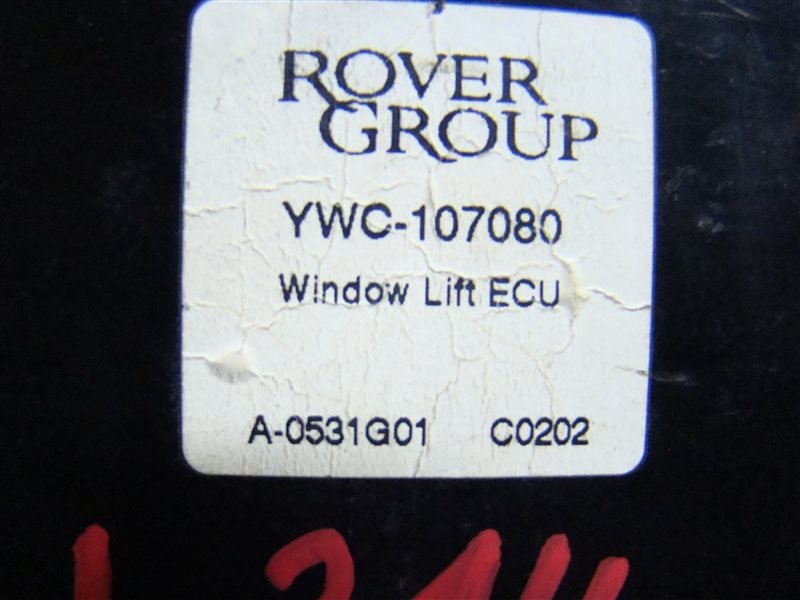 ROVER
GROUP
YWC-107080
Window Lift ECU
A-0531G01 C0202